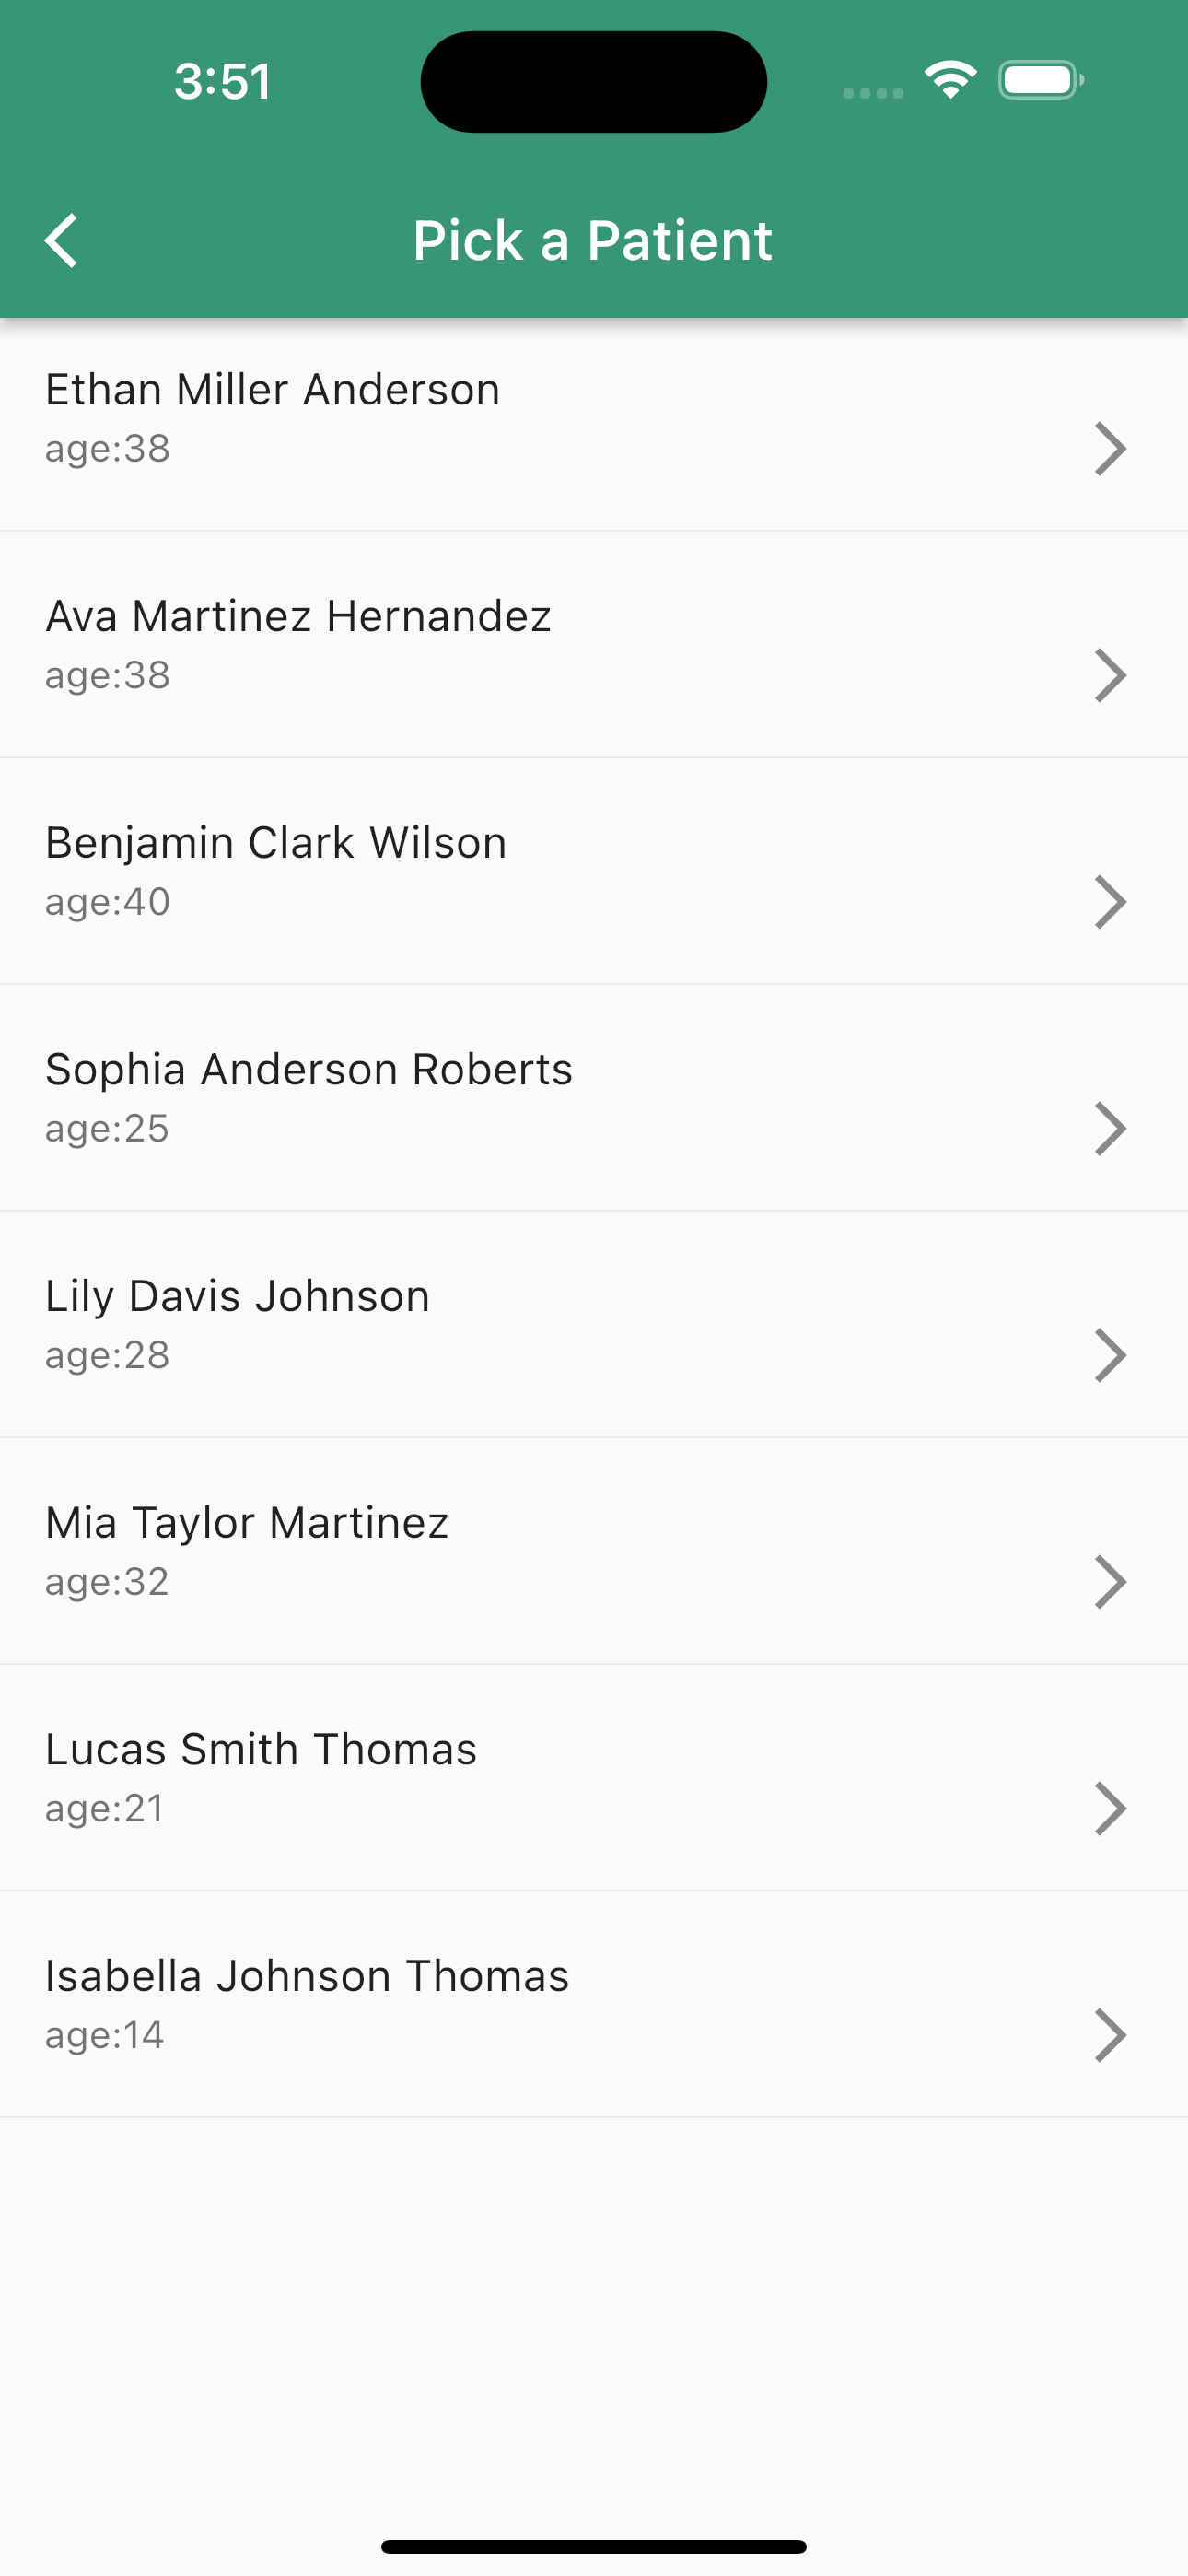 3:51
Pick a Patient
Ethan Miller Anderson
age:38
Ava Martinez Hernandez
age:38
Benjamin Clark Wilson
age:40
Sophia Anderson Roberts
age:25
Lily Davis Johnson
age:28
Mia Taylor Martinez
age:32
Lucas Smith Thomas
age:21
Isabella Johnson Thomas
age:14